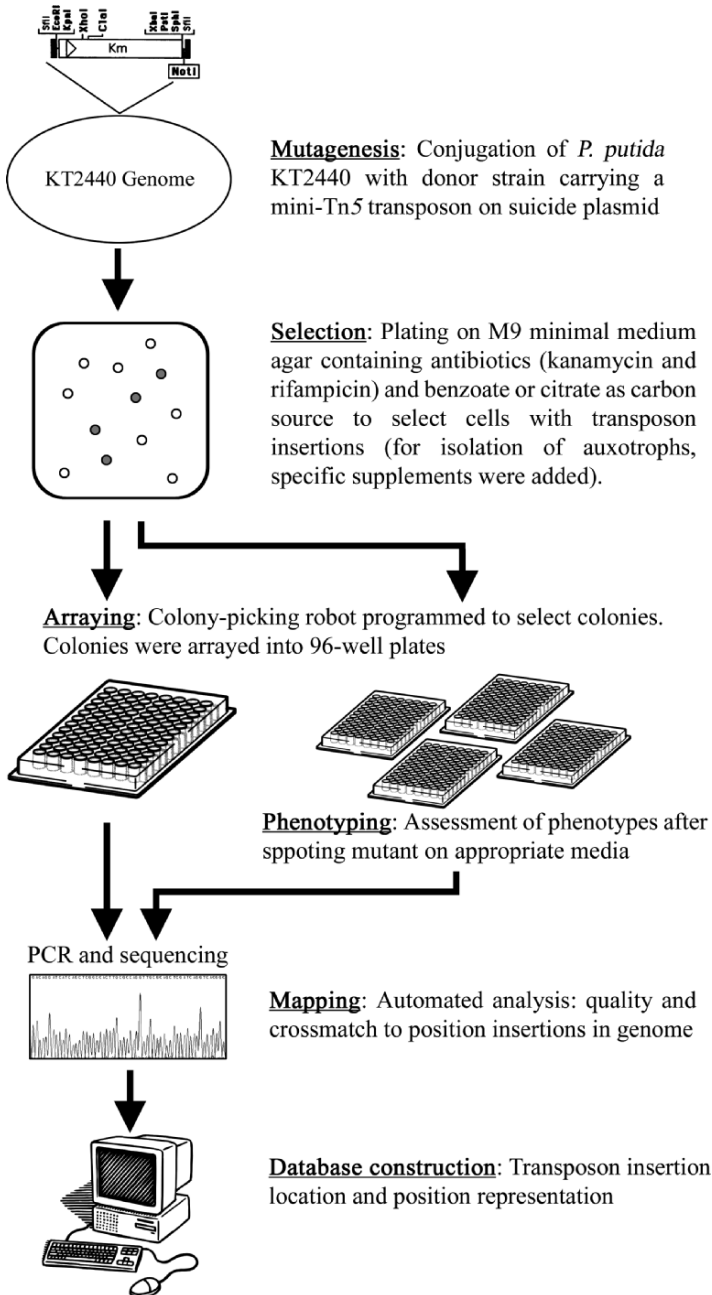 SfiI
EcoRI
KpnI
XhoI
ClaI
XbaI
PstI
SphI
SfiI
Km
NotI
KT2440 Genome
Mutagenesis: Conjugation of P. putida
KT2440 with donor strain carrying a
mini-Tn5 transposon on suicide plasmid
Selection: Plating on M9 minimal medium
agar containing antibiotics (kanamycin and
rifampicin) and benzoate or citrate as carbon
source to select cells with transposon
insertions (for isolation of auxotrophs,
specific supplements were added).
Arraying: Colony-picking robot programmed to select colonies.
Colonies were arrayed into 96-well plates
Phenotyping: Assessment of phenotypes after
sppoting mutant on appropriate media
PCR and sequencing
Mapping: Automated analysis: quality and
crossmatch to position insertions in genome
Database construction: Transposon insertion
location and position representation